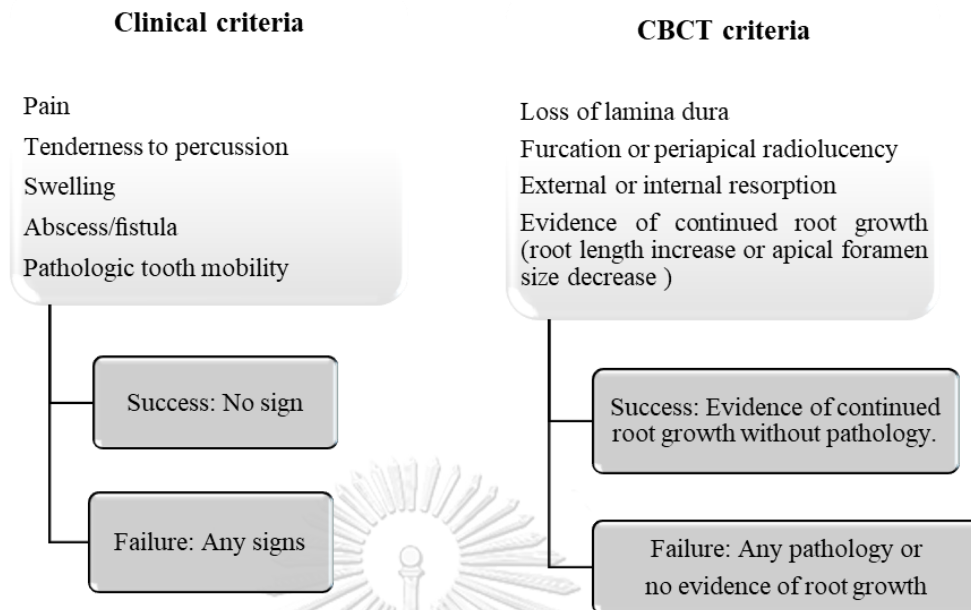 Clinical criteria
Pain
Tenderness to percussion
Swelling
Abscess/fistula
Pathologic tooth mobility
Success: No sign
Failure: Any signs
CBCT criteria
Loss of lamina dura
Furcation or periapical radiolucency
External or internal resorption
Evidence of continued root growth
(root length increase or apical foramen
size decrease )
Success: Evidence of continued
root growth without pathology.
Failure: Any pathology or
no evidence of root growth